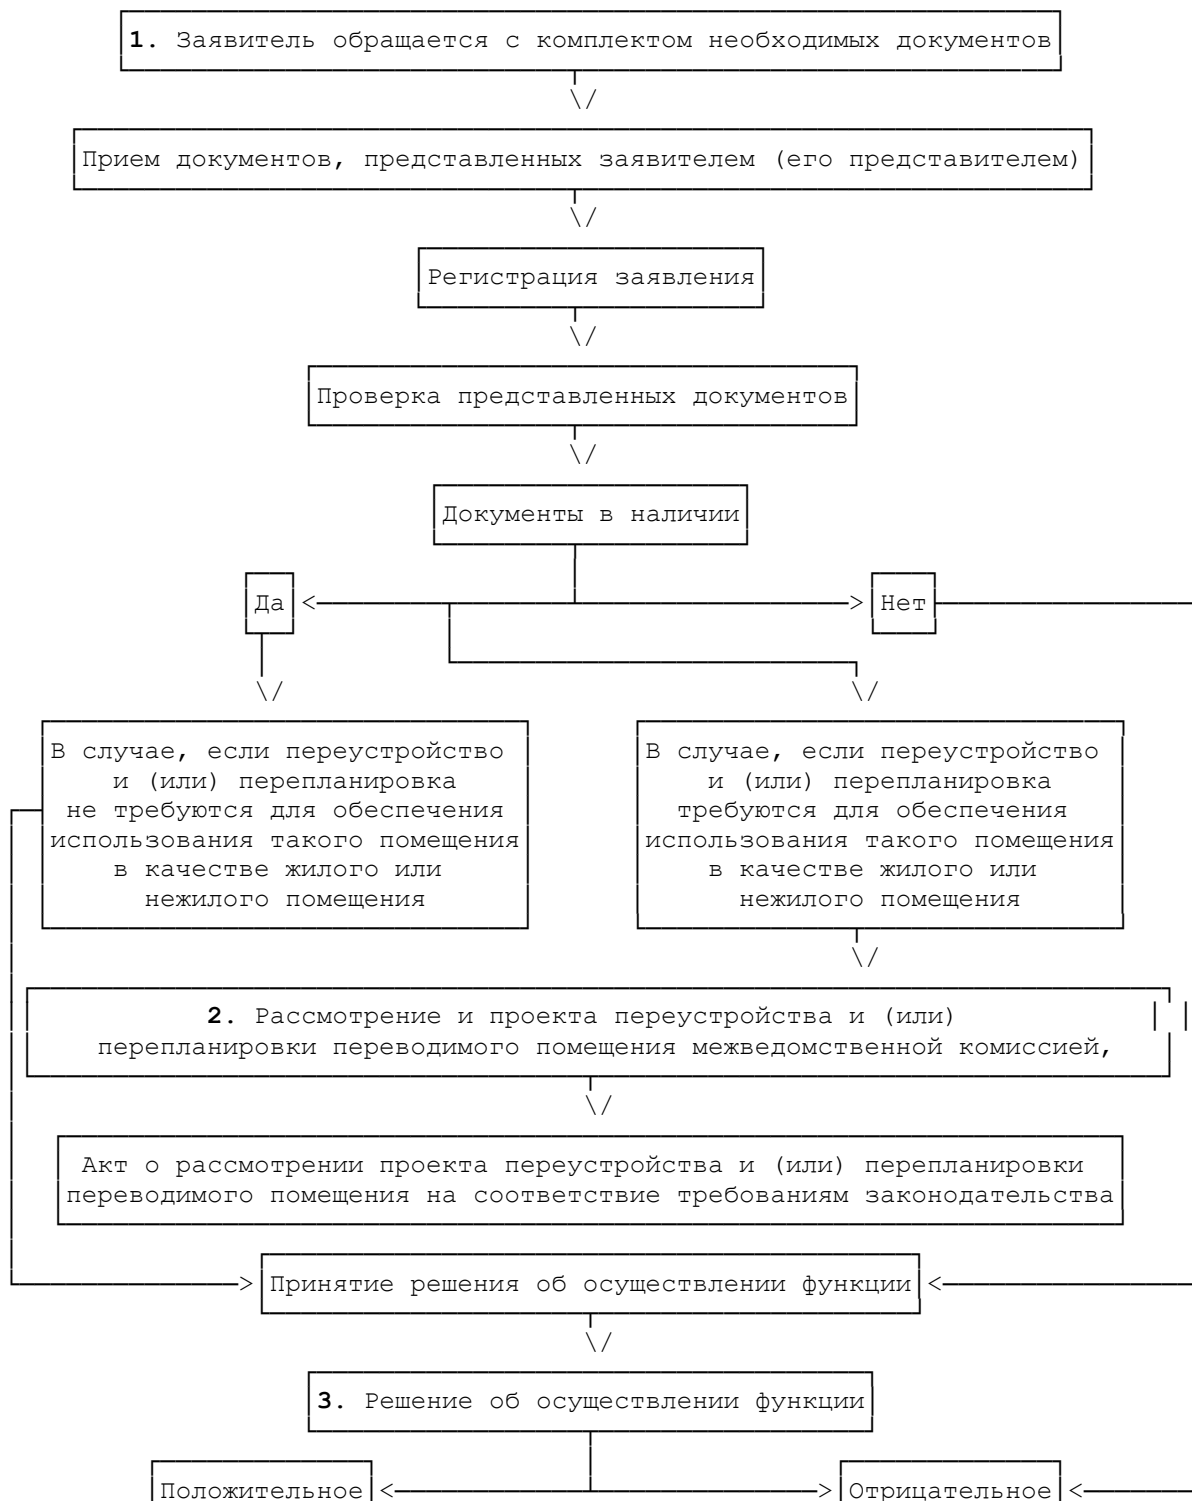 1. Заявитель обращается с комплектом необходимых документов
Прием документов, представленных заявителем (его представителем)
Регистрация заявления
Проверка представленных документов
Документы в наличии
Да
Нет
В случае, если переустройство
и (или) перепланировка
не требуются для обеспечения
использования такого помещения
в качестве жилого или
нежилого помещения
В случае, если переустройство
и (или) перепланировка
требуются для обеспечения
использования такого помещения
в качестве жилого или
нежилого помещения
2. Рассмотрение и проекта переустройства и (или)
перепланировки переводимого помещения межведомственной комиссией,
Акт о рассмотрении проекта переустройства и (или) перепланировки
переводимого помещения на соответствие требованиям законодательства
Принятие решения об осуществлении функции
3. Решение об осуществлении функции
Положительное
Отрицательное